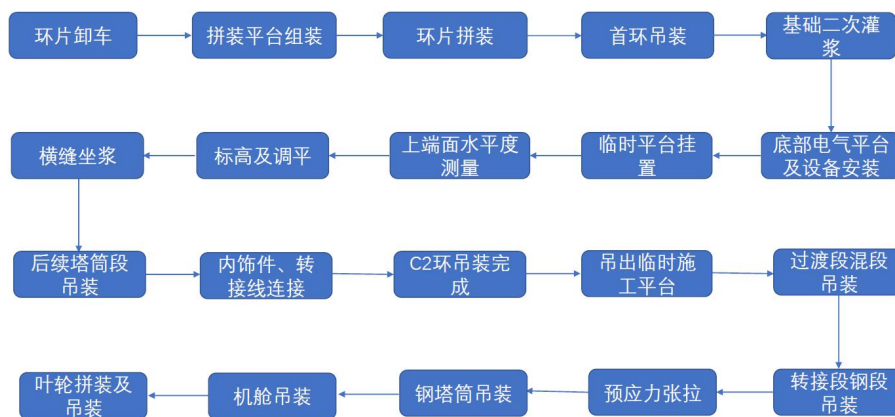 环片卸车
拼装平台组装
环片拼装
首环吊装
基础二次灌
浆
底部电气平台
及设备安装
临时平台挂
置
上端面水平度
测量
标高及调平
横缝坐浆
后续塔筒段
吊装
内饰件、转
接线连接
C2环吊装完
成
吊出临时施
工平台
过渡段混段
吊装
转接段钢段
吊装
预应力张拉
钢塔筒吊装
机舱吊装
叶轮拼装及
吊装